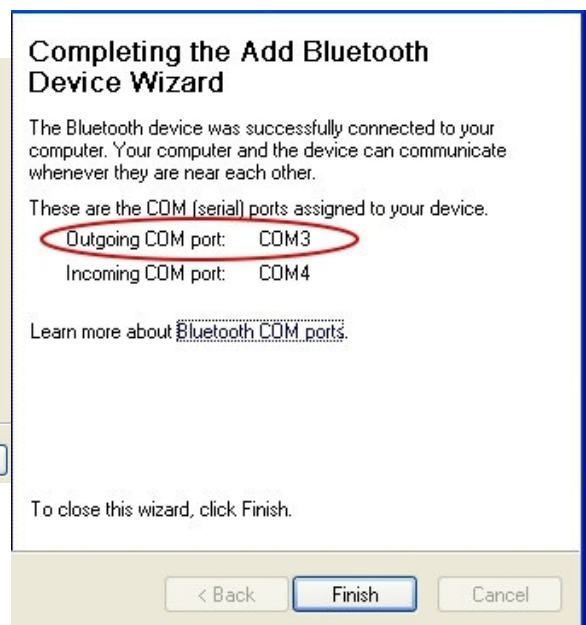 Completing the Add Bluetooth
Device Wizard
The Bluetooth device was successfully connected to your
computer. Your computer and the device can communicate
whenever they are near each other.
These are the COM (serial) ports assigned to your device.
Outgoing COM port: COM3
Incoming COM port: COM4
Learn more about Bluetooth COM ports.
To close this wizard, click Finish.
< Back Finish Cancel